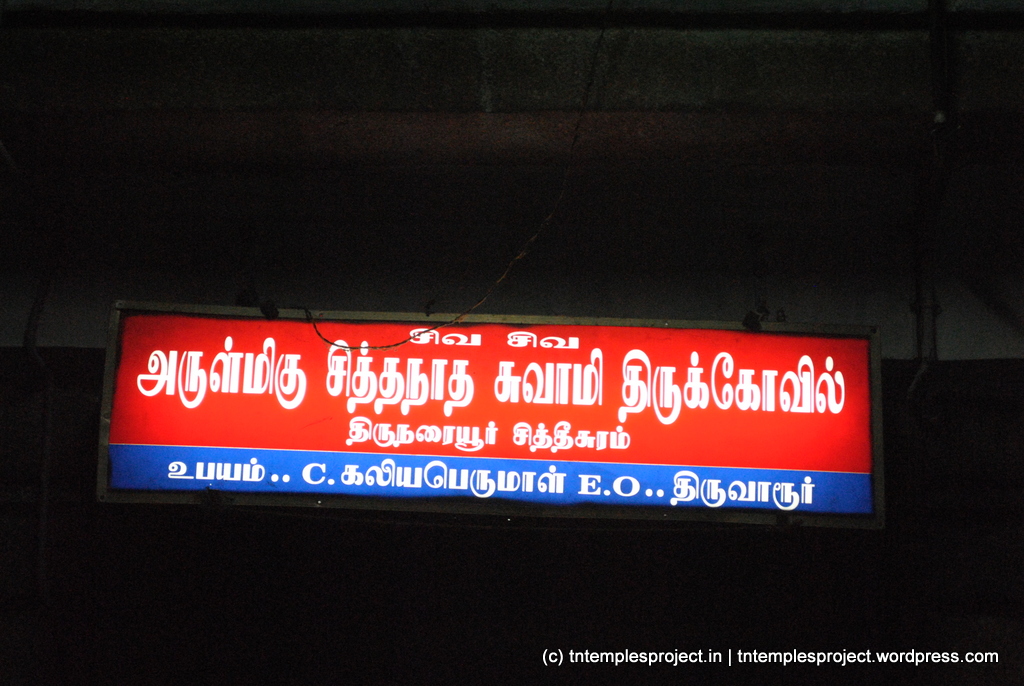 சிவ சிவ
அருள்மிகு சித்தநாத சுவாமி திருக்கோவில்
திருநரையூர் சித்தீசுரம்
உபயம்.. C.கலியபெருமாள் E.O.. திருவாரூர்
(c) tntemplesproject.in | tntemplesproject.wordpress.com